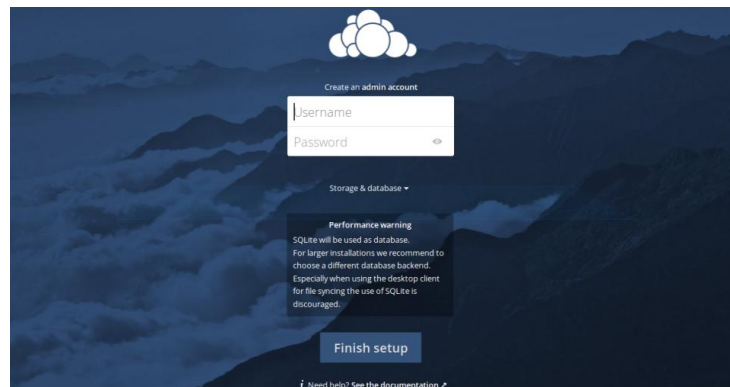 Create an admin account
Username
Password
Storage & database
Performance warning
SQLite will be used as database.
For larger installations we recommend to
choose a different database backend.
Especially when using the desktop client
for file syncing the use of SQLite is
discouraged.
Finish setup
i Need help? See the documentation ↗